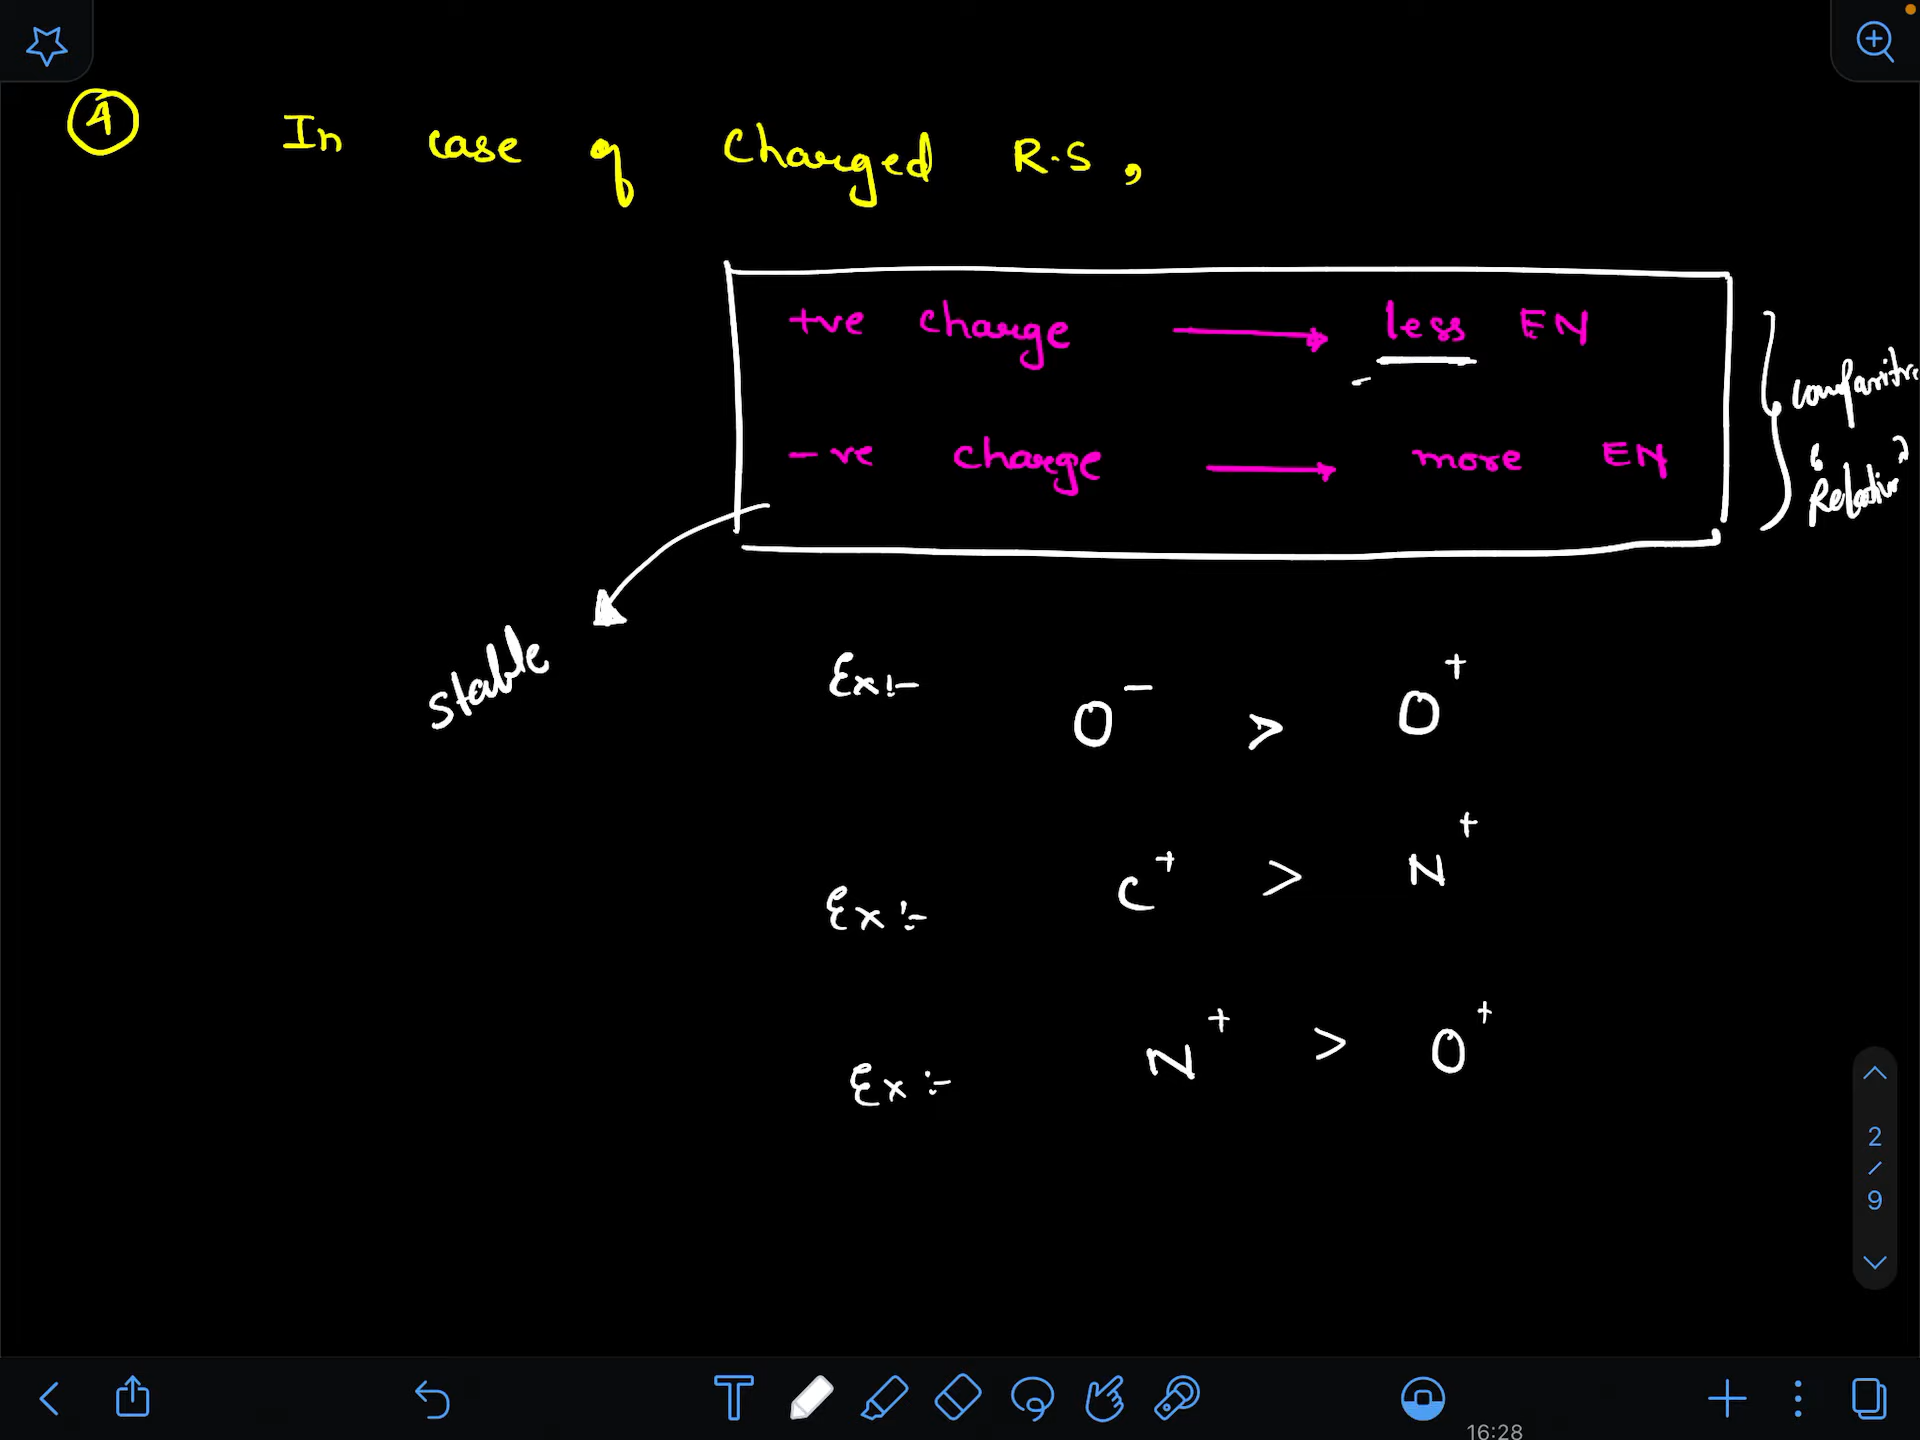 ④ In case of Charged R.S,
+ve charge → less EN
-ve charge → more EN
Comparitve
&
Relative
stable
Ex:- O⁻ > O⁺
Ex:- C⁺ > N⁺
Ex:- N⁺ > O⁺
2
/
9
16:28